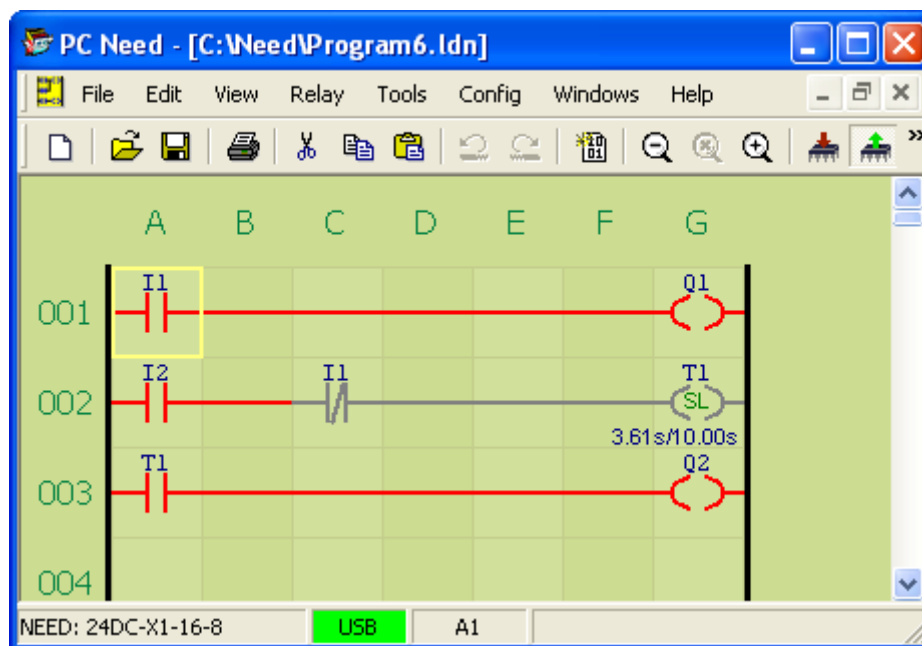 PC Need - [C:\Need\Program6.ldn]
File Edit View Relay Tools Config Windows Help
A B C D E F G
I1 Q1
001
I2 I1 T1
002 SL
3.61s/10.00s
T1 Q2
003
004
NEED: 24DC-X1-16-8 USB A1